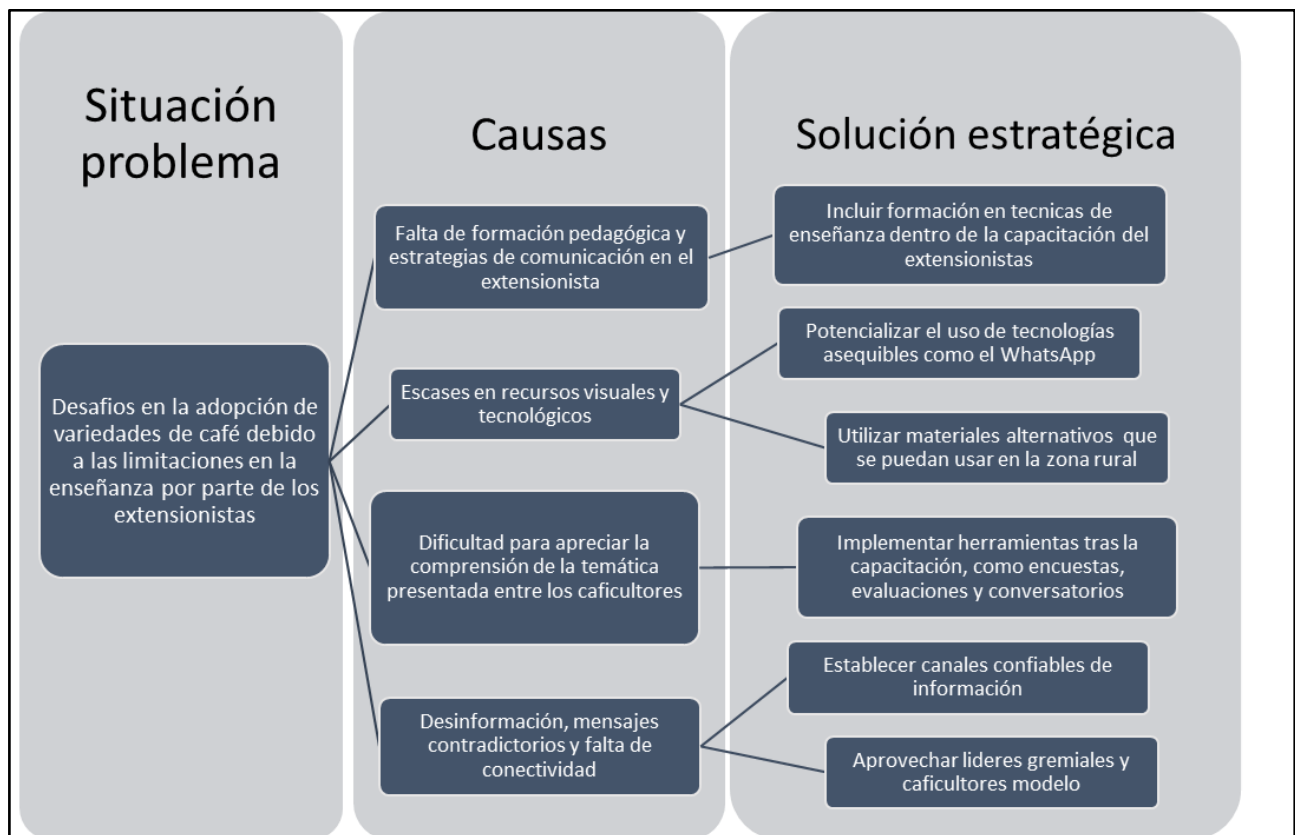 Situación
problema
Causas
Solución estratégica
Desafios en la adopción de
variedades de café debido
a las limitaciones en la
enseñanza por parte de los
extensionistas
Falta de formación pedagógica y
estrategias de comunicación en el
extensionista
Incluir formación en tecnicas de
enseñanza dentro de la capacitación del
extensionistas
Escases en recursos visuales y
tecnológicos
Potencializar el uso de tecnologías
asequibles como el WhatsApp
Utilizar materiales alternativos que
se puedan usar en la zona rural
Dificultad para apreciar la
comprensión de la temática
presentada entre los caficultores
Implementar herramientas tras la
capacitación, como encuestas,
evaluaciones y conversatorios
Desinformación, mensajes
contradictorios y falta de
conectividad
Establecer canales confiables de
información
Aprovechar lideres gremiales y
caficultores modelo